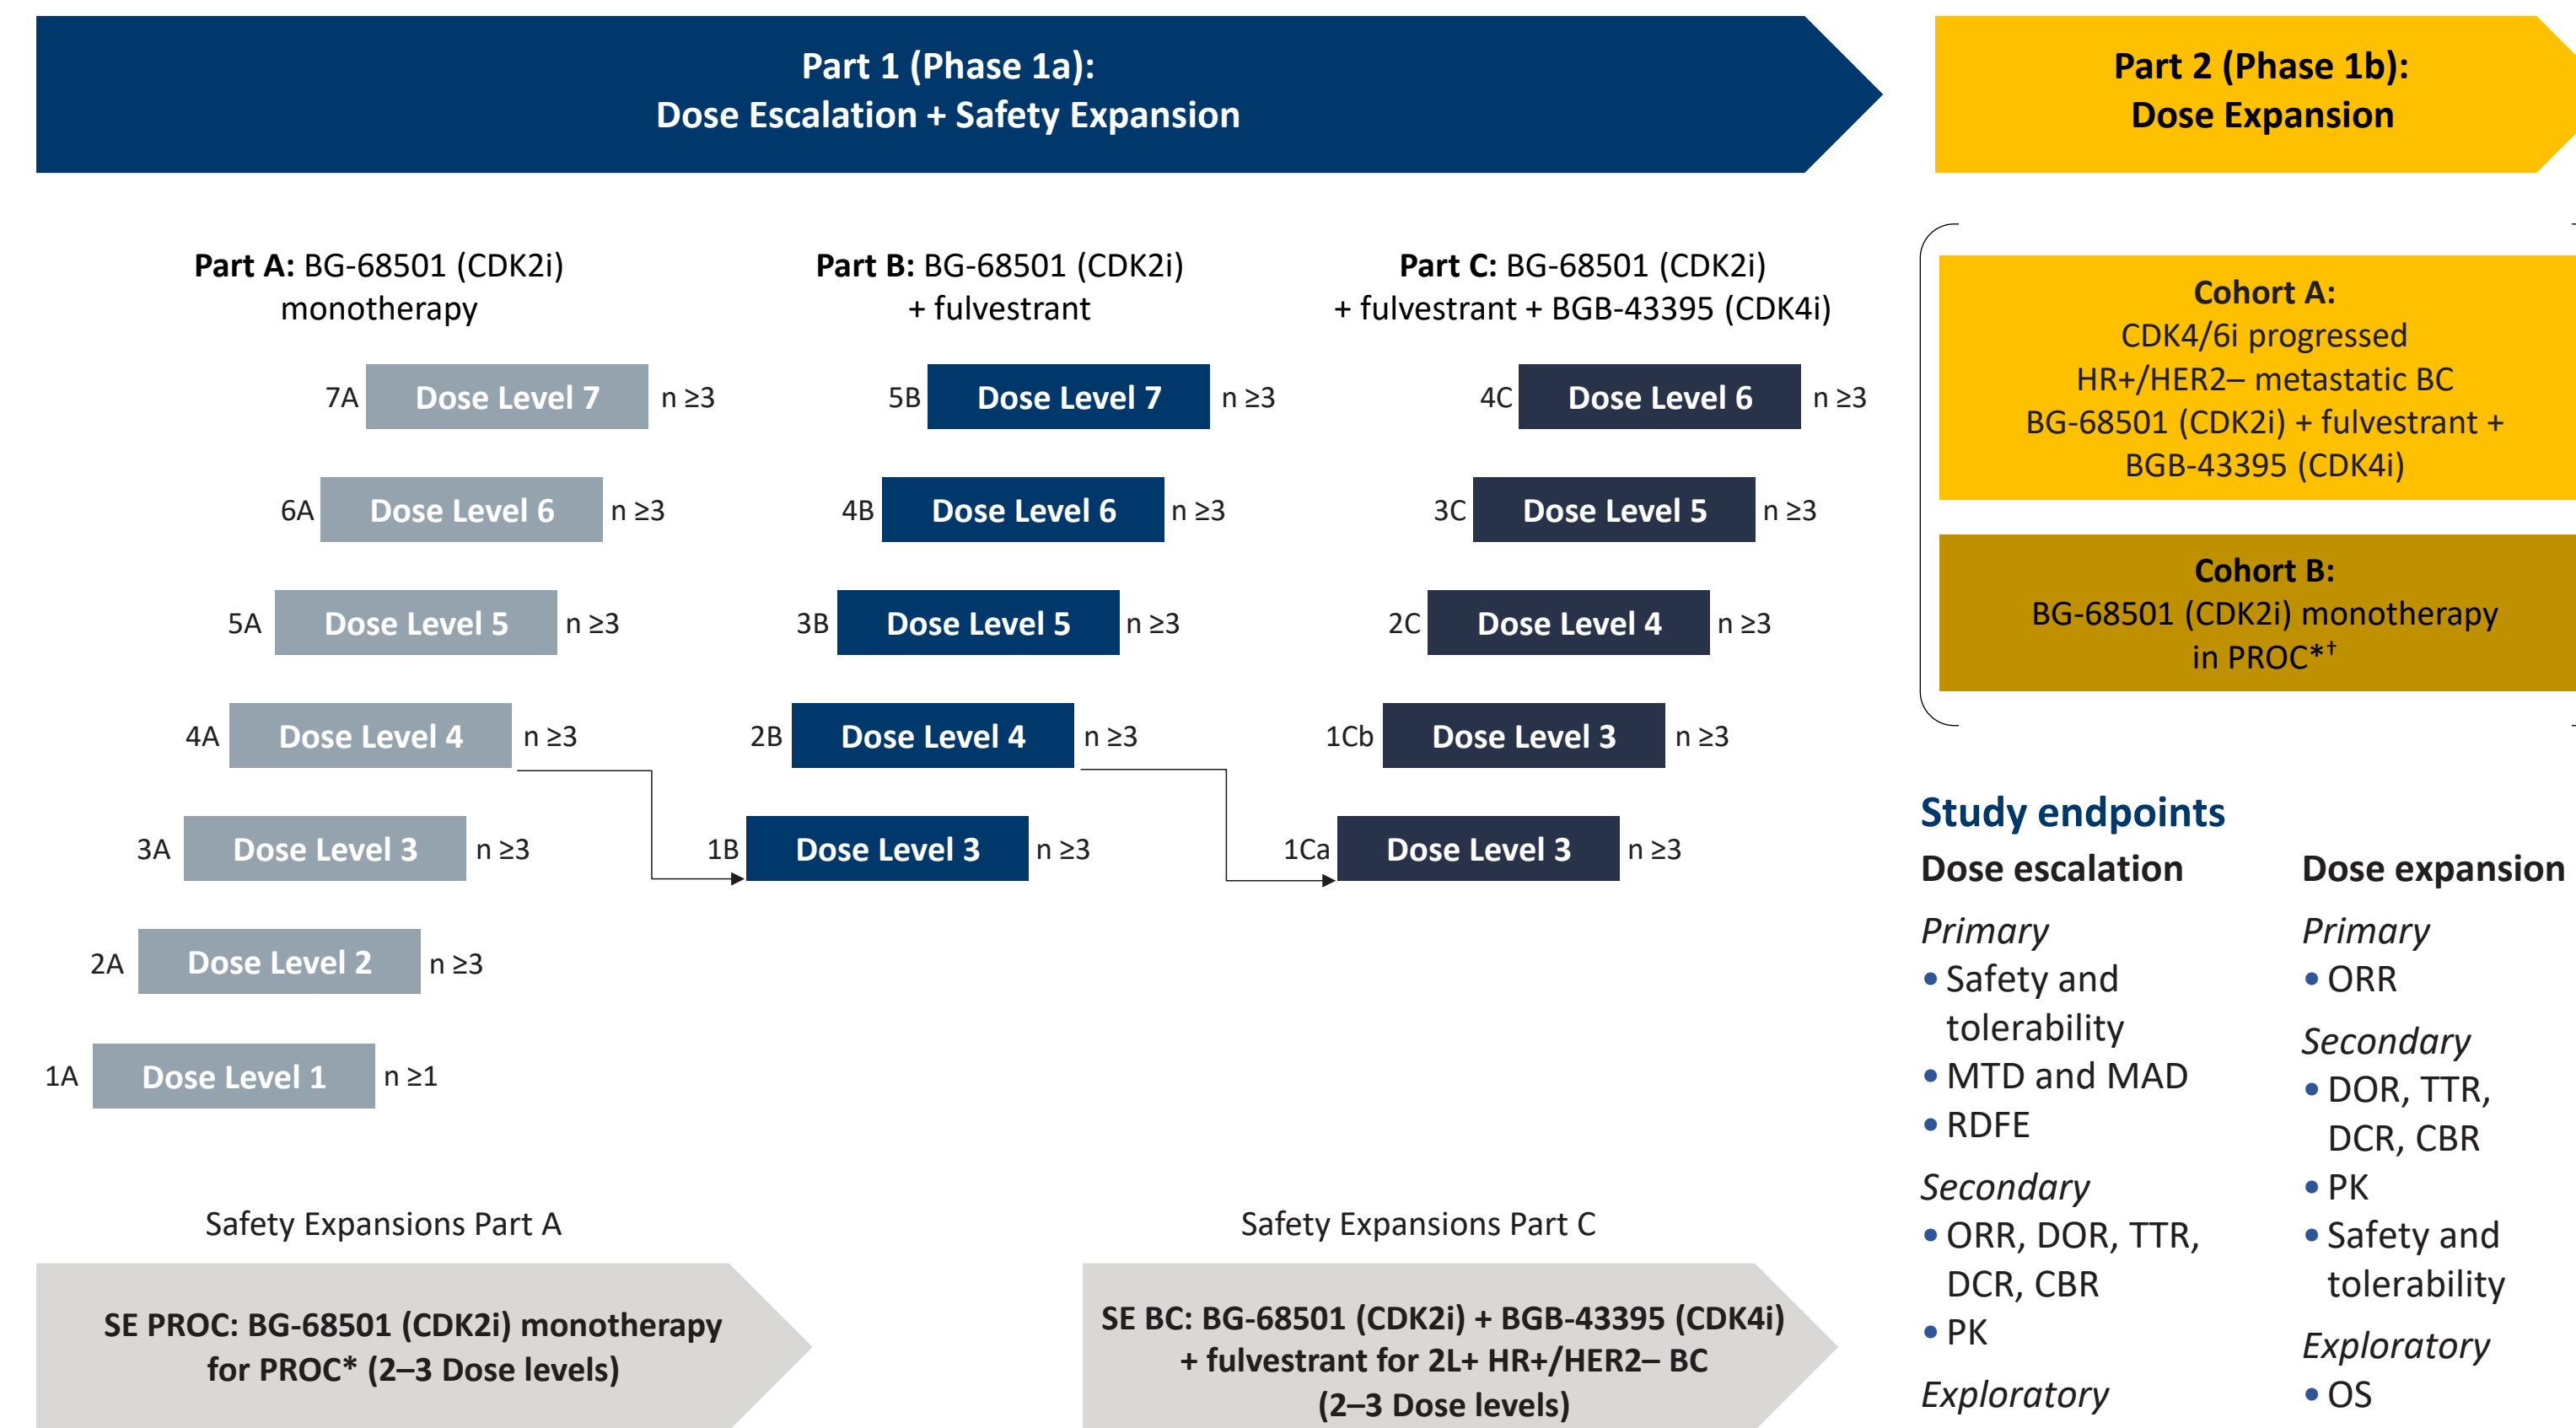 Part 1 (Phase 1a):
Dose Escalation + Safety Expansion
Part 2 (Phase 1b):
Dose Expansion
Part A: BG-68501 (CDK2i)
monotherapy
7A Dose Level 7 n ≥3
6A Dose Level 6 n ≥3
5A Dose Level 5 n ≥3
4A Dose Level 4 n ≥3
3A Dose Level 3 n ≥3
2A Dose Level 2 n ≥3
1A Dose Level 1 n ≥1
Part B: BG-68501 (CDK2i)
+ fulvestrant
5B Dose Level 7 n ≥3
4B Dose Level 6 n ≥3
3B Dose Level 5 n ≥3
2B Dose Level 4 n ≥3
1B Dose Level 3 n ≥3
Part C: BG-68501 (CDK2i)
+ fulvestrant + BGB-43395 (CDK4i)
4C Dose Level 6 n ≥3
3C Dose Level 5 n ≥3
2C Dose Level 4 n ≥3
1Cb Dose Level 3 n ≥3
1Ca Dose Level 3 n ≥3
Safety Expansions Part A
SE PROC: BG-68501 (CDK2i) monotherapy
for PROC* (2–3 Dose levels)
Safety Expansions Part C
SE BC: BG-68501 (CDK2i) + BGB-43395 (CDK4i)
+ fulvestrant for 2L+ HR+/HER2– BC
(2–3 Dose levels)
Cohort A:
CDK4/6i progressed
HR+/HER2– metastatic BC
BG-68501 (CDK2i) + fulvestrant +
BGB-43395 (CDK4i)
Cohort B:
BG-68501 (CDK2i) monotherapy
in PROC*†
Study endpoints
Dose escalation
Primary
• Safety and
tolerability
• MTD and MAD
• RDFE
Secondary
• ORR, DOR, TTR,
DCR, CBR
• PK
Exploratory
Dose expansion
Primary
• ORR
Secondary
• DOR, TTR,
DCR, CBR
• PK
• Safety and
tolerability
Exploratory
• OS